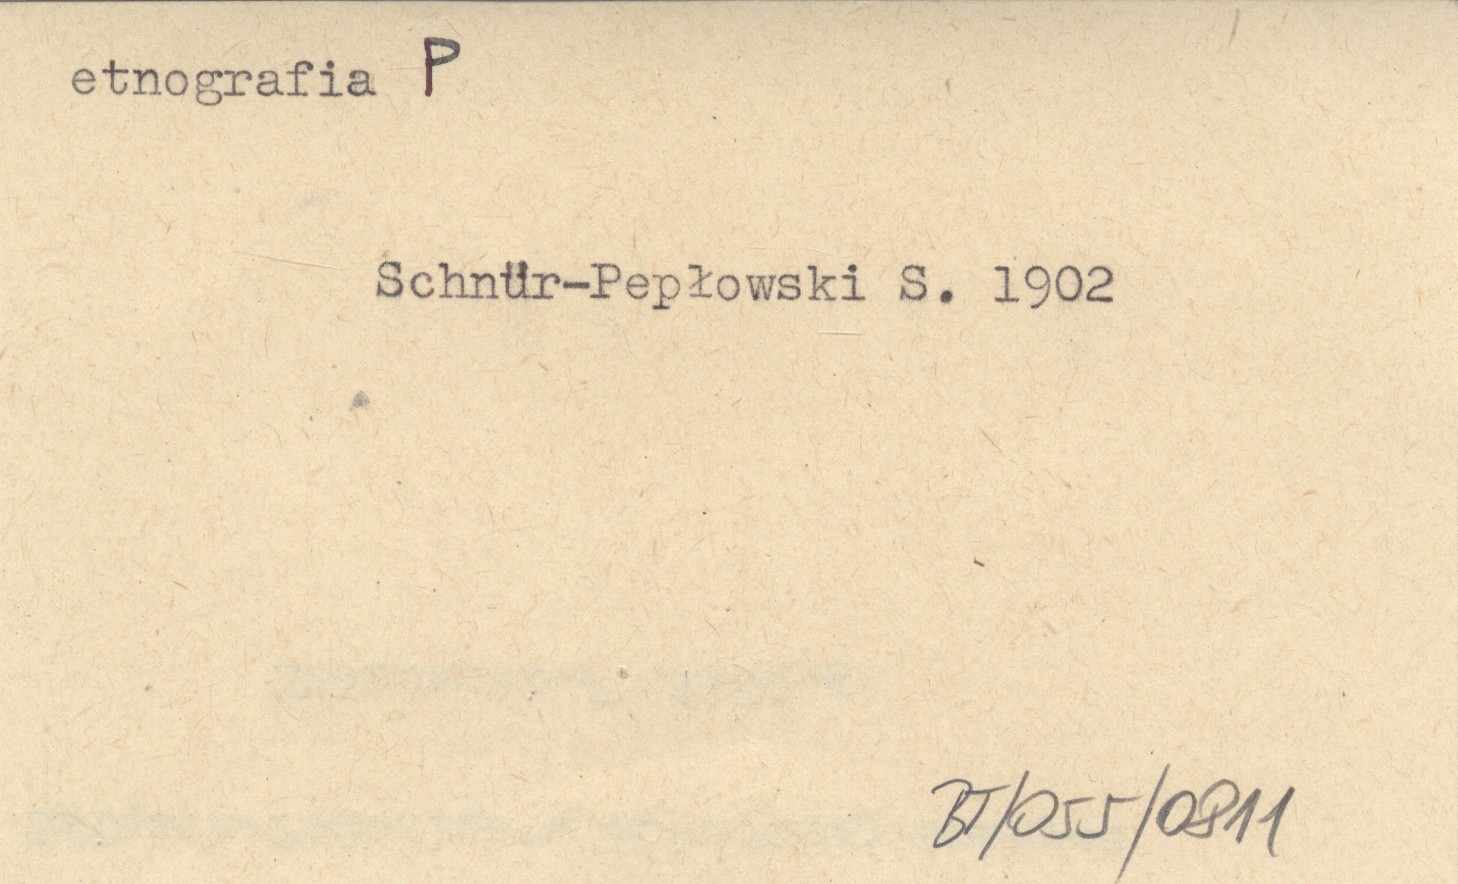 etnografia P
Schnür-Pepłowski S. 1902
BT/055/0811